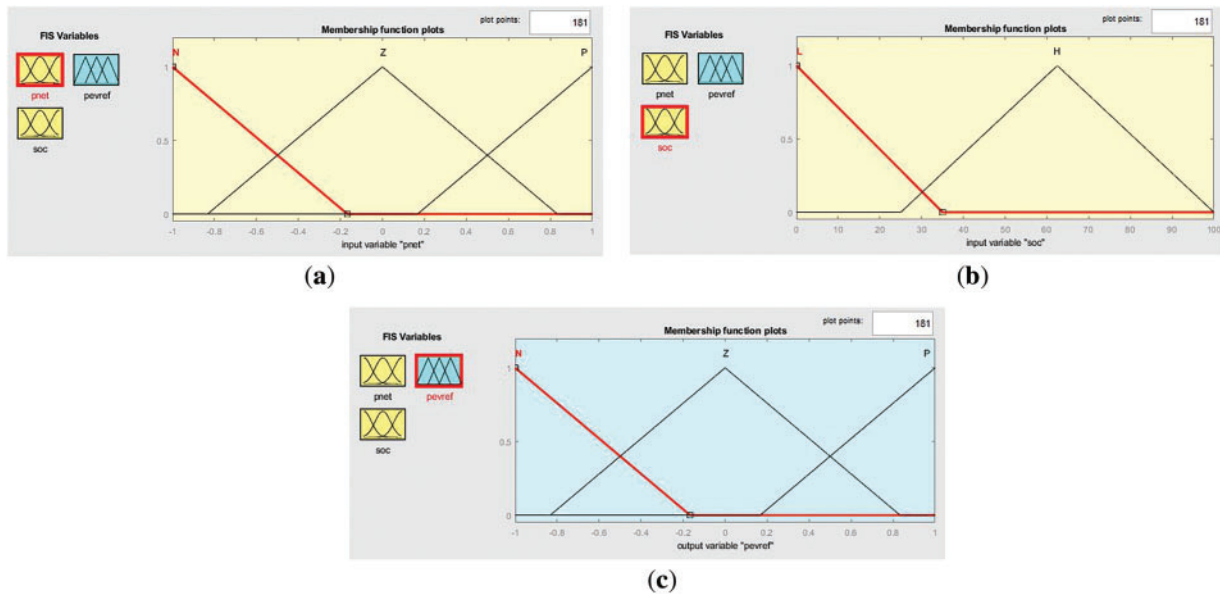 plot points: 181
FIS Variables
Membership function plots
N Z P
pnet pevref
soc
1
0.5
0
-1 -0.8 -0.6 -0.4 -0.2 0 0.2 0.4 0.6 0.8 1
input variable "pnet"
(a)
plot points: 181
FIS Variables
Membership function plots
L H
pnet pevref
soc
1
0.5
0
0 10 20 30 40 50 60 70 80 90 100
input variable "soc"
(b)
plot points: 181
FIS Variables
Membership function plots
N Z P
pnet pevref
soc
1
0.5
0
-1 -0.8 -0.6 -0.4 -0.2 0 0.2 0.4 0.6 0.8 1
output variable "pevref"
(c)